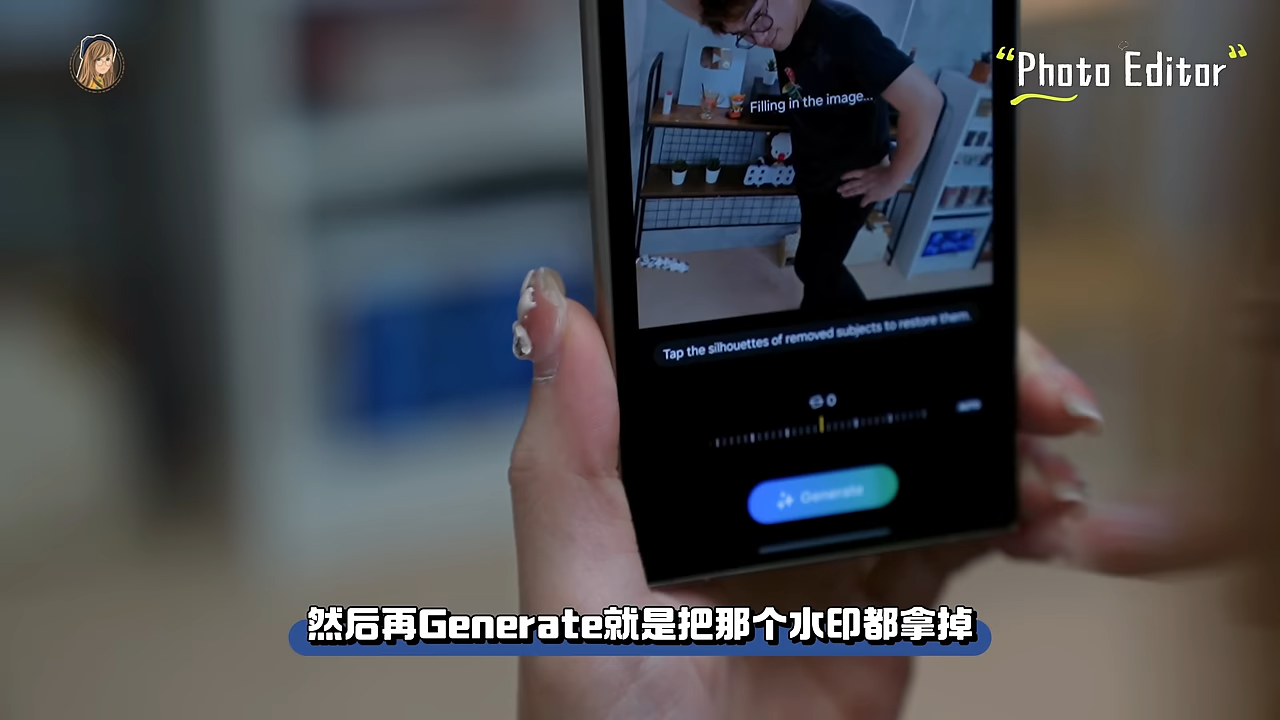 “Photo Editor”
Filling in the image...
Tap the silhouettes of removed subjects to restore them.
0
AUTO
Generate
然后再Generate就是把那个水印都拿掉